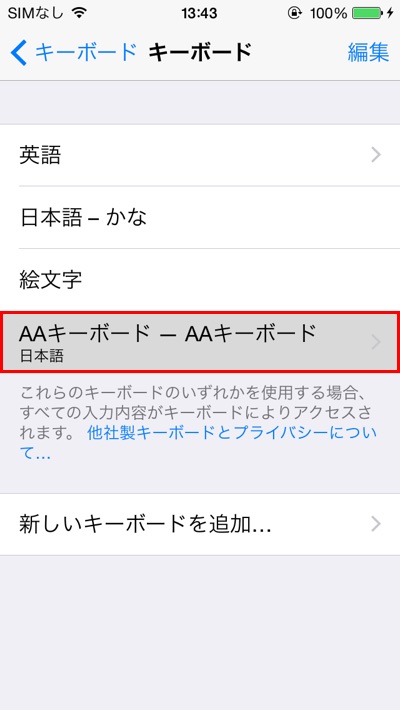 SIMなし 13:43 100%
キーボード キーボード 編集
英語
日本語 – かな
絵文字
AAキーボード — AAキーボード
日本語
これらのキーボードのいずれかを使用する場合、
すべての入力内容がキーボードによりアクセスさ
れます。 他社製キーボードとプライバシーについ
て...
新しいキーボードを追加...